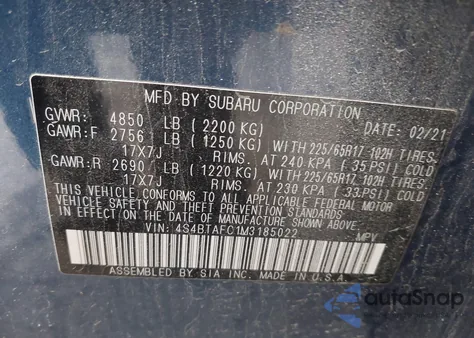 MFD BY SUBARU CORPORATION
GVWR: 4850 LB (2200 KG) DATE: 02/21
GAWR:F 2756 LB (1250 KG) WITH 225/65R17 102H TIRES,
17X7J RIMS, AT 240 KPA (35 PSI) COLD
GAWR:R 2690 LB (1220 KG) WITH 225/65R17 102H TIRES,
17X7J RIMS, AT 230 KPA (33 PSI) COLD
THIS VEHICLE CONFORMS TO ALL APPLICABLE FEDERAL MOTOR
VEHICLE SAFETY AND THEFT PREVENTION STANDARDS
IN EFFECT ON THE DATE OF MANUFACTURE SHOWN ABOVE.
VIN: 4S4BTAFC1M3185022 MPV
ASSEMBLED BY SIA INC. MADE IN U.S.A.
autoSnap